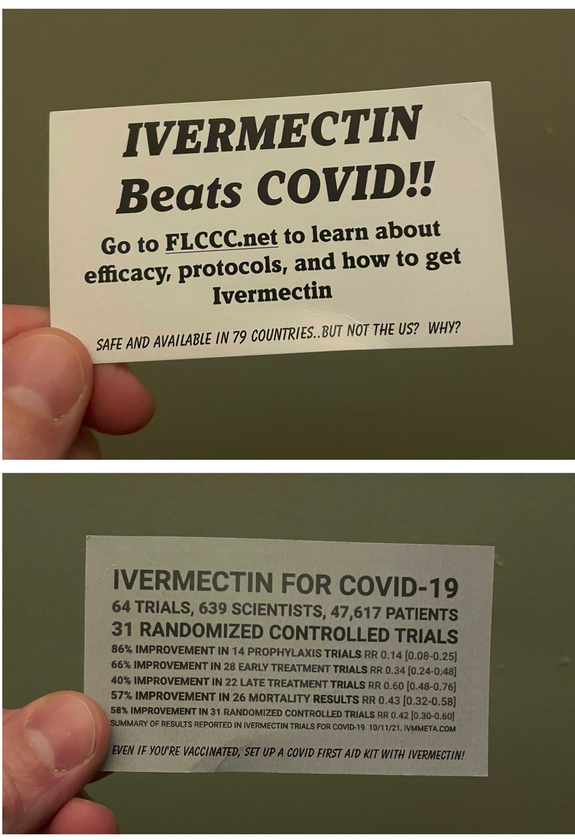 IVERMECTIN
Beats COVID!!
Go to FLCCC.net to learn about
efficacy, protocols, and how to get
Ivermectin
SAFE AND AVAILABLE IN 79 COUNTRIES..BUT NOT THE US? WHY?
IVERMECTIN FOR COVID-19
64 TRIALS, 639 SCIENTISTS, 47,617 PATIENTS
31 RANDOMIZED CONTROLLED TRIALS
86% IMPROVEMENT IN 14 PROPHYLAXIS TRIALS RR 0.14 [0.08-0.25]
66% IMPROVEMENT IN 28 EARLY TREATMENT TRIALS RR 0.34 [0.24-0.48]
40% IMPROVEMENT IN 22 LATE TREATMENT TRIALS RR 0.60 [0.48-0.76]
57% IMPROVEMENT IN 26 MORTALITY RESULTS RR 0.43 [0.32-0.58]
58% IMPROVEMENT IN 31 RANDOMIZED CONTROLLED TRIALS RR 0.42 [0.30-0.60]
SUMMARY OF RESULTS REPORTED IN IVERMECTIN TRIALS FOR COVID-19. 10/11/21. IVMMETA.COM
EVEN IF YOU'RE VACCINATED, SET UP A COVID FIRST AID KIT WITH IVERMECTIN!